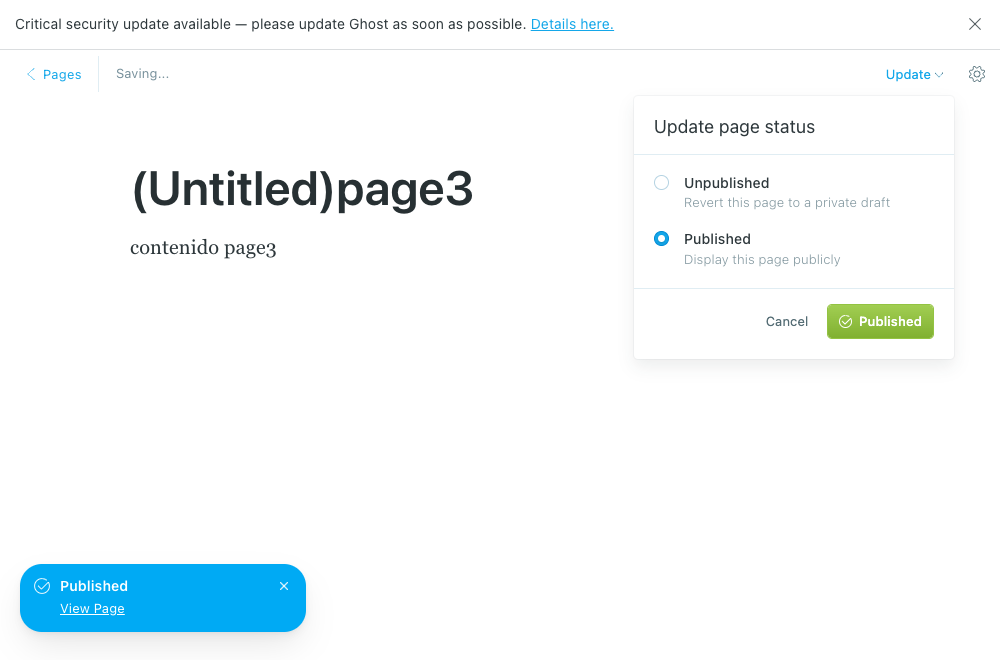 Critical security update available — please update Ghost as soon as possible. Details here.
Pages
Saving...
Update
Update page status
Unpublished
Revert this page to a private draft
Published
Display this page publicly
Cancel
Published
(Untitled)page3
contenido page3
Published
View Page